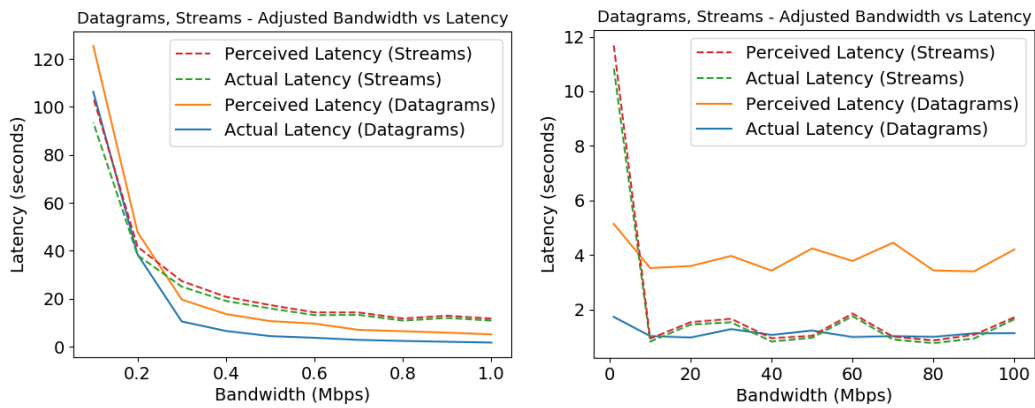 Datagrams, Streams - Adjusted Bandwidth vs Latency
Perceived Latency (Streams)
Actual Latency (Streams)
Perceived Latency (Datagrams)
Actual Latency (Datagrams)
Latency (seconds)
120
100
80
60
40
20
0
0.2
0.4
0.6
0.8
1.0
Bandwidth (Mbps)
Datagrams, Streams - Adjusted Bandwidth vs Latency
Perceived Latency (Streams)
Actual Latency (Streams)
Perceived Latency (Datagrams)
Actual Latency (Datagrams)
Latency (seconds)
12
10
8
6
4
2
0
20
40
60
80
100
Bandwidth (Mbps)